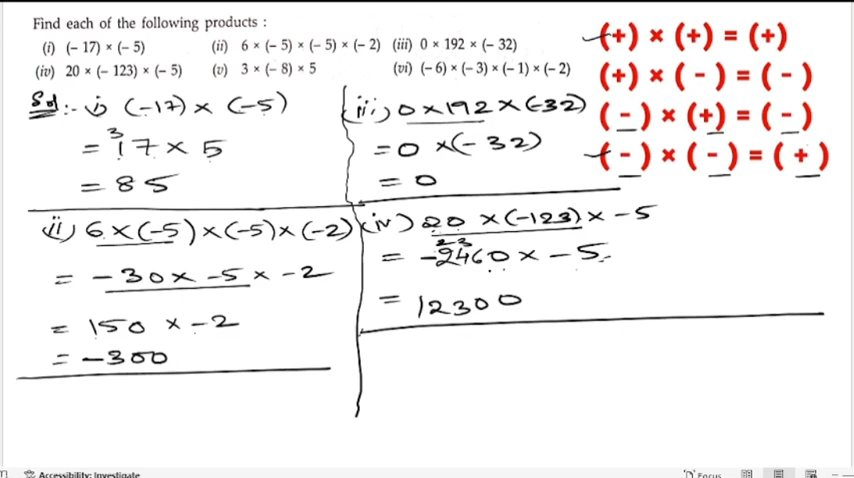 Find each of the following products :
(i) (– 17) × (– 5) (ii) 6 × (– 5) × (– 5) × (– 2) (iii) 0 × 192 × (– 32)
(iv) 20 × (– 123) × (– 5) (v) 3 × (– 8) × 5 (vi) (– 6) × (– 3) × (– 1) × (– 2)
(+) × (+) = (+)
(+) × ( - ) = ( - )
( - ) × (+) = ( - )
( - ) × ( - ) = ( + )
Sol :- i) (-17) × (-5)
= 17 × 5
3
= 85
ii) 6 × (-5) × (-5) × (-2)
= -30 × -5 × -2
= 150 × -2
= -300
(iii) 0 × 192 × (-32)
= 0 × (- 32)
= 0
(iv) 20 × (-123) × -5
2 3
= -2460 × -5
= 12300
Accessibility: Investigate
Focus